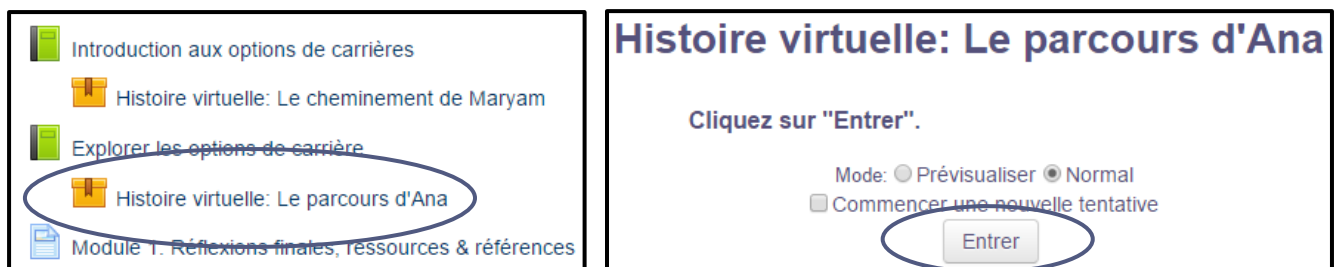 Introduction aux options de carrières
Histoire virtuelle: Le cheminement de Maryam
Explorer les options de carrière
Histoire virtuelle: Le parcours d'Ana
Module 1. Réflexions finales, ressources & références
Histoire virtuelle: Le parcours d'Ana
Cliquez sur "Entrer".
Mode: Prévisualiser Normal
Commencer une nouvelle tentative
Entrer